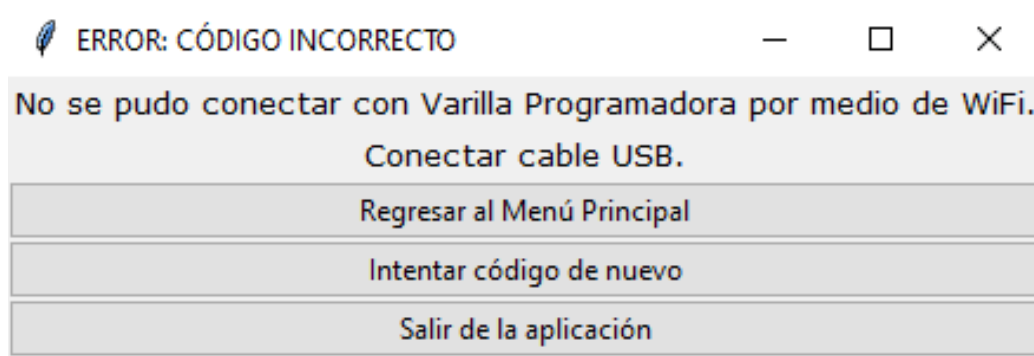 ERROR: CÓDIGO INCORRECTO
No se pudo conectar con Varilla Programadora por medio de WiFi.
Conectar cable USB.
Regresar al Menú Principal
Intentar código de nuevo
Salir de la aplicación